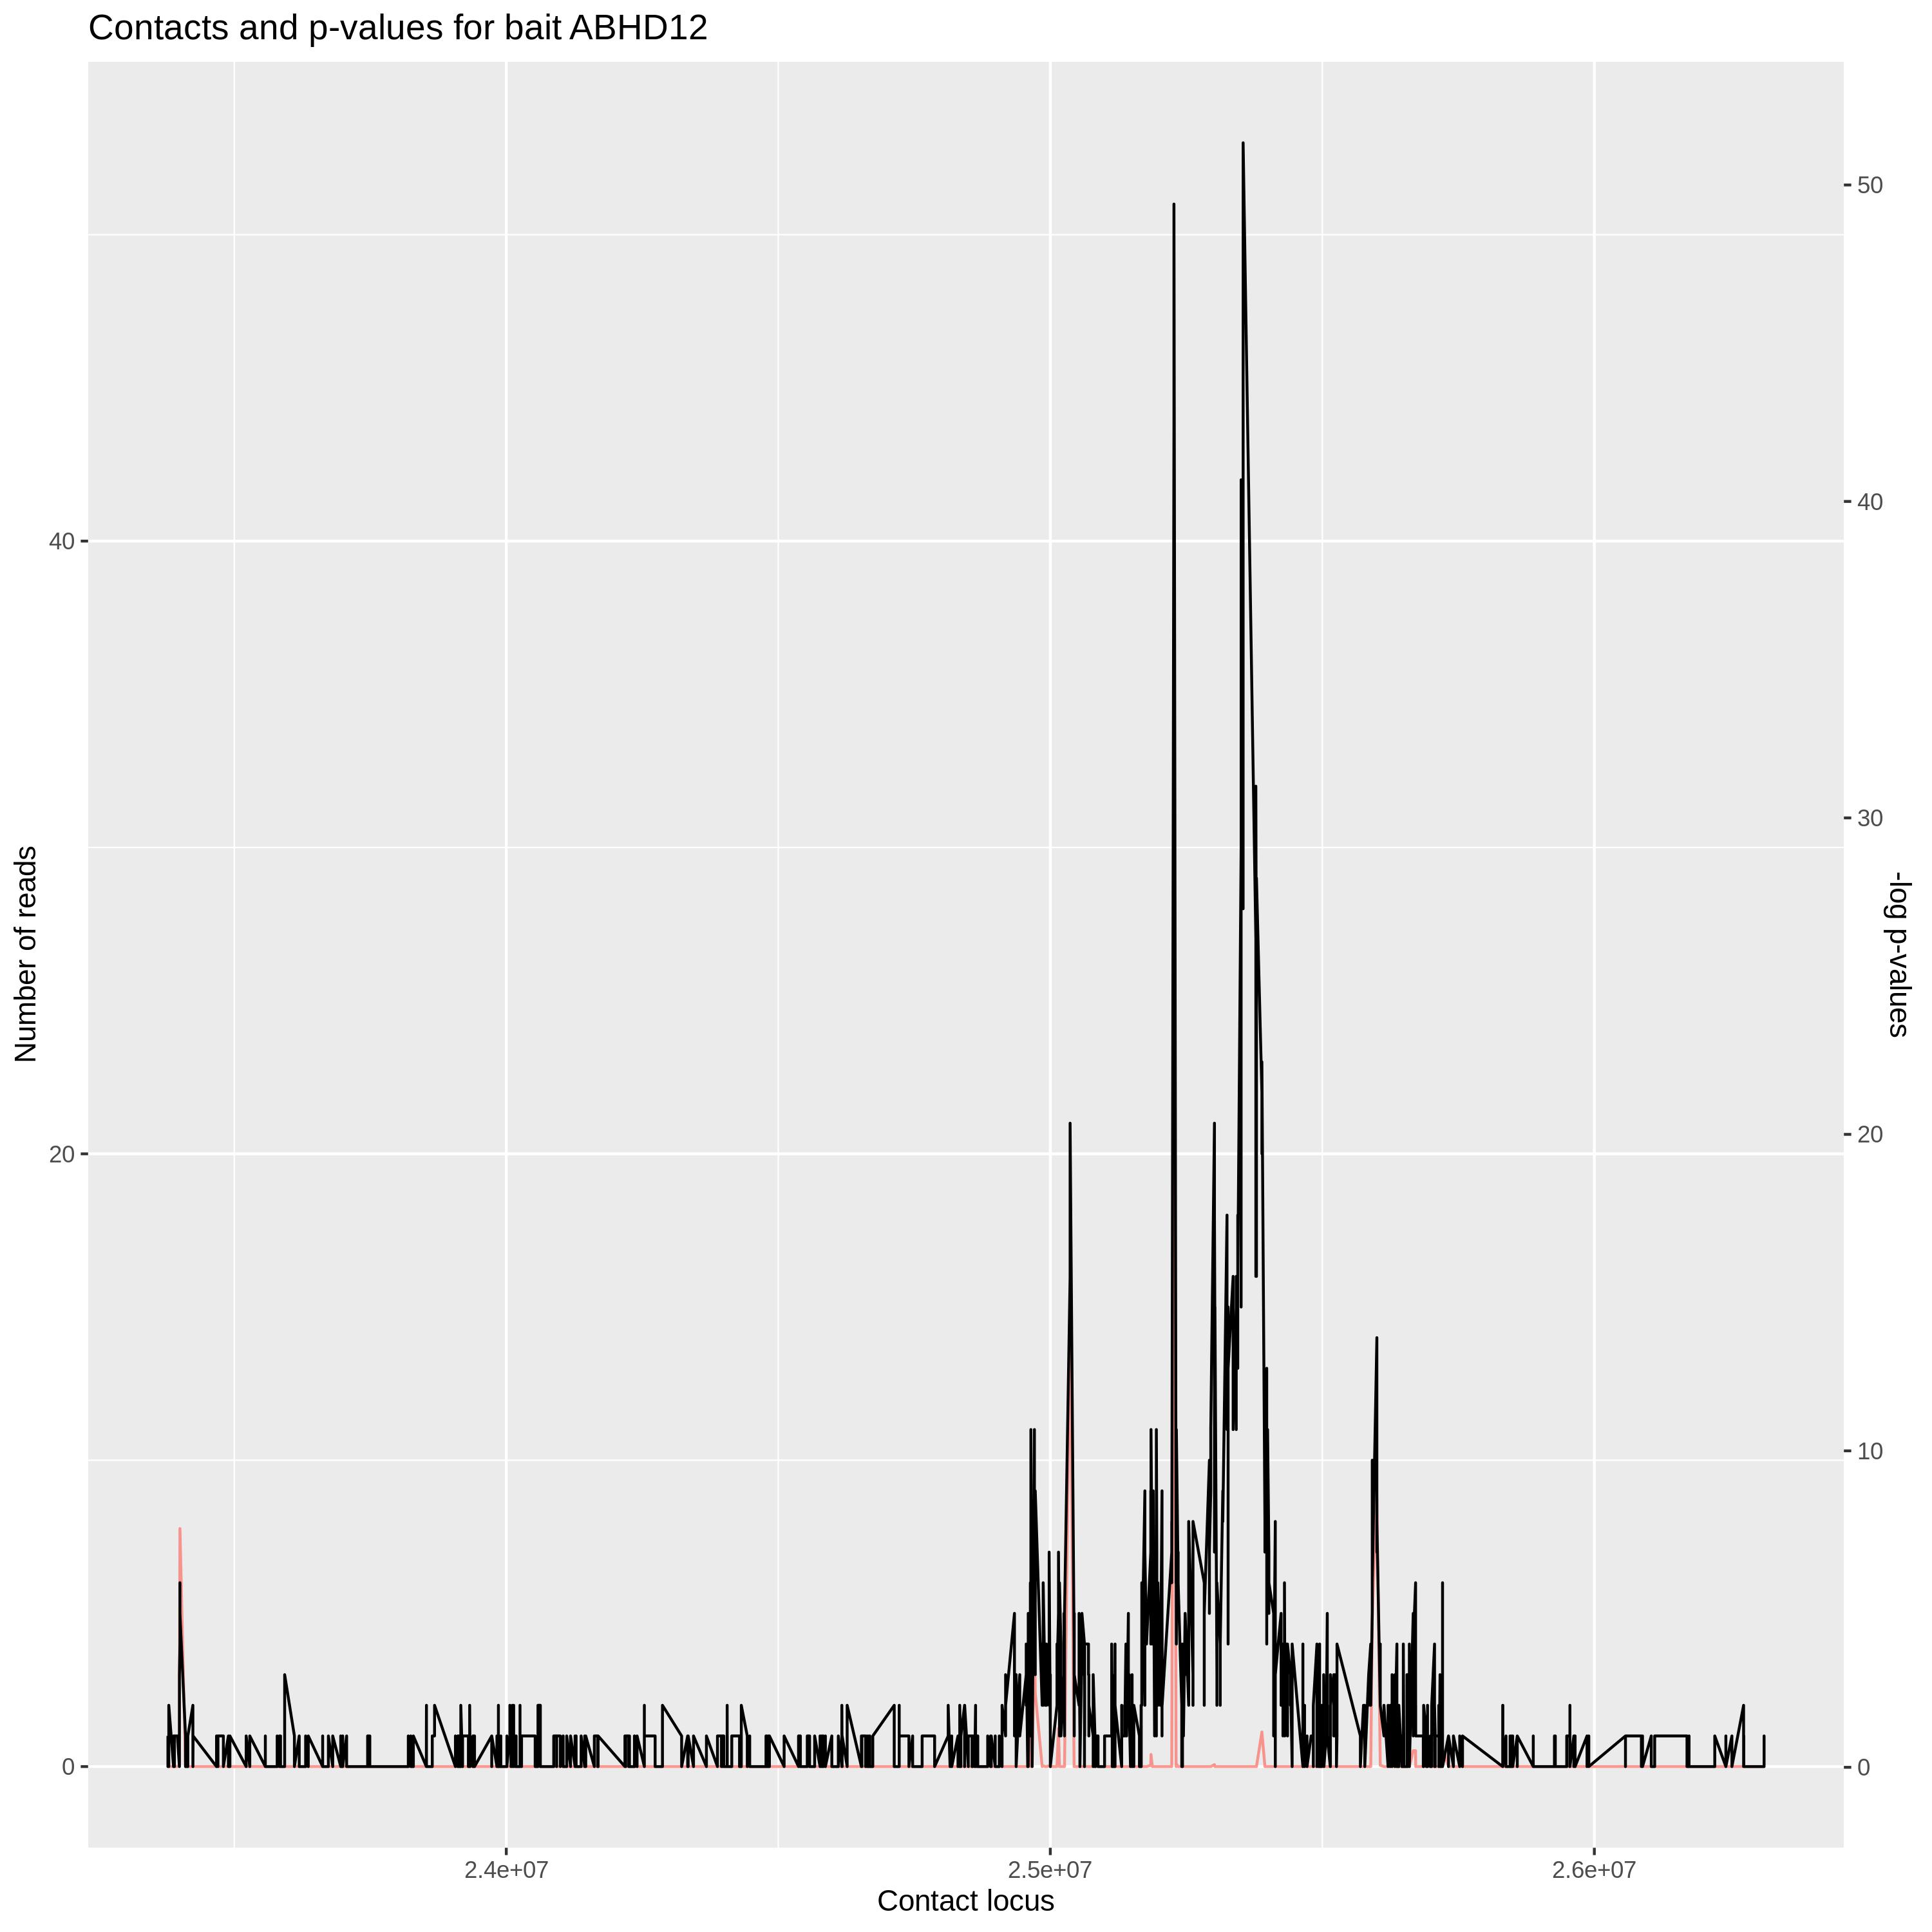 Contacts and p-values for bait ABHD12
Number of reads
40
20
0
50
40
30
20
10
0
-log p-values
2.4e+07
2.5e+07
2.6e+07
Contact locus